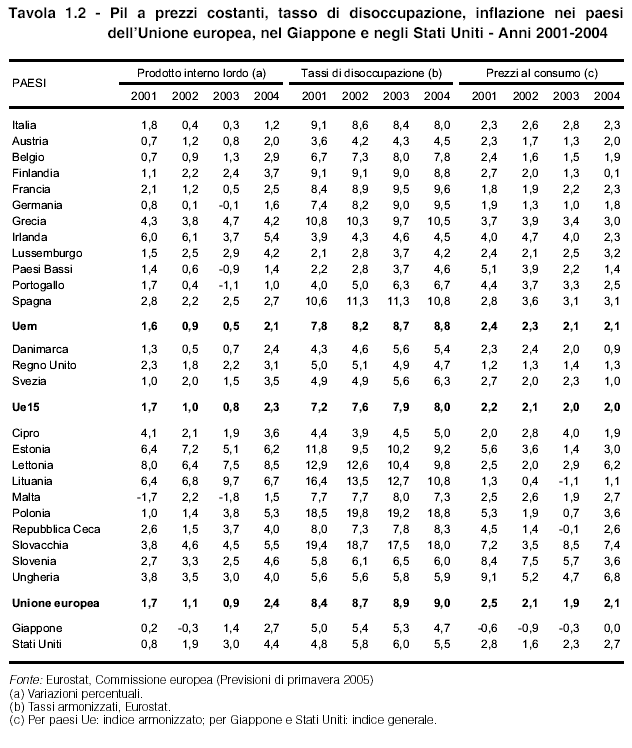 Tavola 1.2 - Pil a prezzi costanti, tasso di disoccupazione, inflazione nei paesi
dell'Unione europea, nel Giappone e negli Stati Uniti - Anni 2001-2004
PAESI Prodotto interno lordo (a) Tassi di disoccupazione (b) Prezzi al consumo (c)
2001 2002 2003 2004 2001 2002 2003 2004 2001 2002 2003 2004
Italia 1,8 0,4 0,3 1,2 9,1 8,6 8,4 8,0 2,3 2,6 2,8 2,3
Austria 0,7 1,2 0,8 2,0 3,6 4,2 4,3 4,5 2,3 1,7 1,3 2,0
Belgio 0,7 0,9 1,3 2,9 6,7 7,3 8,0 7,8 2,4 1,6 1,5 1,9
Finlandia 1,1 2,2 2,4 3,7 9,1 9,1 9,0 8,8 2,7 2,0 1,3 0,1
Francia 2,1 1,2 0,5 2,5 8,4 8,9 9,5 9,6 1,8 1,9 2,2 2,3
Germania 0,8 0,1 -0,1 1,6 7,4 8,2 9,0 9,5 1,9 1,3 1,0 1,8
Grecia 4,3 3,8 4,7 4,2 10,8 10,3 9,7 10,5 3,7 3,9 3,4 3,0
Irlanda 6,0 6,1 3,7 5,4 3,9 4,3 4,6 4,5 4,0 4,7 4,0 2,3
Lussemburgo 1,5 2,5 2,9 4,2 2,1 2,8 3,7 4,2 2,4 2,1 2,5 3,2
Paesi Bassi 1,4 0,6 -0,9 1,4 2,2 2,8 3,7 4,6 5,1 3,9 2,2 1,4
Portogallo 1,7 0,4 -1,1 1,0 4,0 5,0 6,3 6,7 4,4 3,7 3,3 2,5
Spagna 2,8 2,2 2,5 2,7 10,6 11,3 11,3 10,8 2,8 3,6 3,1 3,1
Uem 1,6 0,9 0,5 2,1 7,8 8,2 8,7 8,8 2,4 2,3 2,1 2,1
Danimarca 1,3 0,5 0,7 2,4 4,3 4,6 5,6 5,4 2,3 2,4 2,0 0,9
Regno Unito 2,3 1,8 2,2 3,1 5,0 5,1 4,9 4,7 1,2 1,3 1,4 1,3
Svezia 1,0 2,0 1,5 3,5 4,9 4,9 5,6 6,3 2,7 2,0 2,3 1,0
Ue15 1,7 1,0 0,8 2,3 7,2 7,6 7,9 8,0 2,2 2,1 2,0 2,0
Cipro 4,1 2,1 1,9 3,6 4,4 3,9 4,5 5,0 2,0 2,8 4,0 1,9
Estonia 6,4 7,2 5,1 6,2 11,8 9,5 10,2 9,2 5,6 3,6 1,4 3,0
Lettonia 8,0 6,4 7,5 8,5 12,9 12,6 10,4 9,8 2,5 2,0 2,9 6,2
Lituania 6,4 6,8 9,7 6,7 16,4 13,5 12,7 10,8 1,3 0,4 -1,1 1,1
Malta -1,7 2,2 -1,8 1,5 7,7 7,7 8,0 7,3 2,5 2,6 1,9 2,7
Polonia 1,0 1,4 3,8 5,3 18,5 19,8 19,2 18,8 5,3 1,9 0,7 3,6
Repubblica Ceca 2,6 1,5 3,7 4,0 8,0 7,3 7,8 8,3 4,5 1,4 -0,1 2,6
Slovacchia 3,8 4,6 4,5 5,5 19,4 18,7 17,5 18,0 7,2 3,5 8,5 7,4
Slovenia 2,7 3,3 2,5 4,6 5,8 6,1 6,5 6,0 8,4 7,5 5,7 3,6
Ungheria 3,8 3,5 3,0 4,0 5,6 5,6 5,8 5,9 9,1 5,2 4,7 6,8
Unione europea 1,7 1,1 0,9 2,4 8,4 8,7 8,9 9,0 2,5 2,1 1,9 2,1
Giappone 0,2 -0,3 1,4 2,7 5,0 5,4 5,3 4,7 -0,6 -0,9 -0,3 0,0
Stati Uniti 0,8 1,9 3,0 4,4 4,8 5,8 6,0 5,5 2,8 1,6 2,3 2,7
Fonte: Eurostat, Commissione europea (Previsioni di primavera 2005)
(a) Variazioni percentuali.
(b) Tassi armonizzati, Eurostat.
(c) Per paesi Ue: indice armonizzato; per Giappone e Stati Uniti: indice generale.